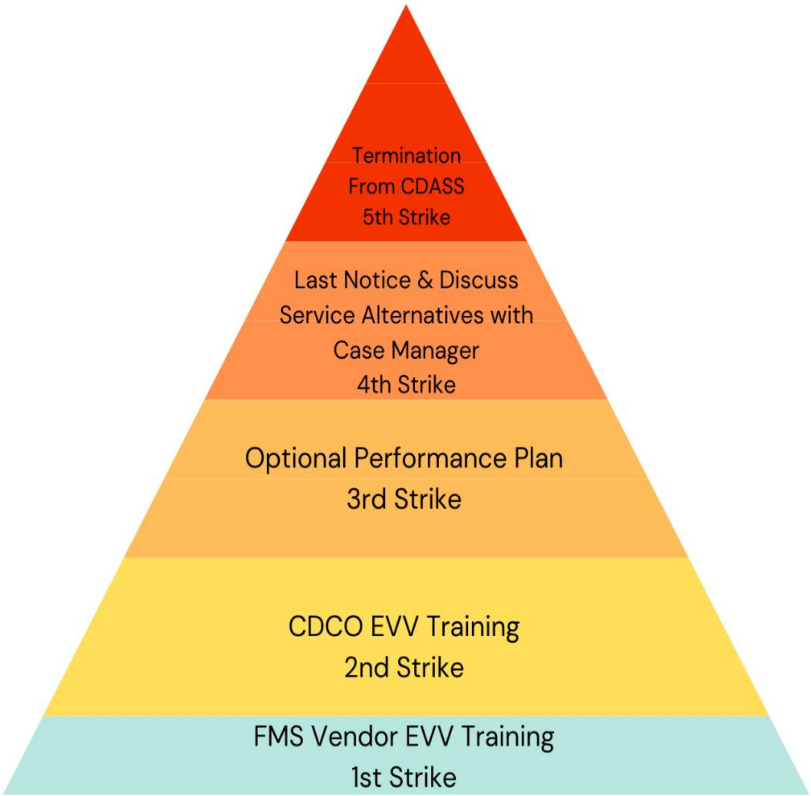 Termination
From CDASS
5th Strike
Last Notice & Discuss
Service Alternatives with
Case Manager
4th Strike
Optional Performance Plan
3rd Strike
CDCO EVV Training
2nd Strike
FMS Vendor EVV Training
1st Strike